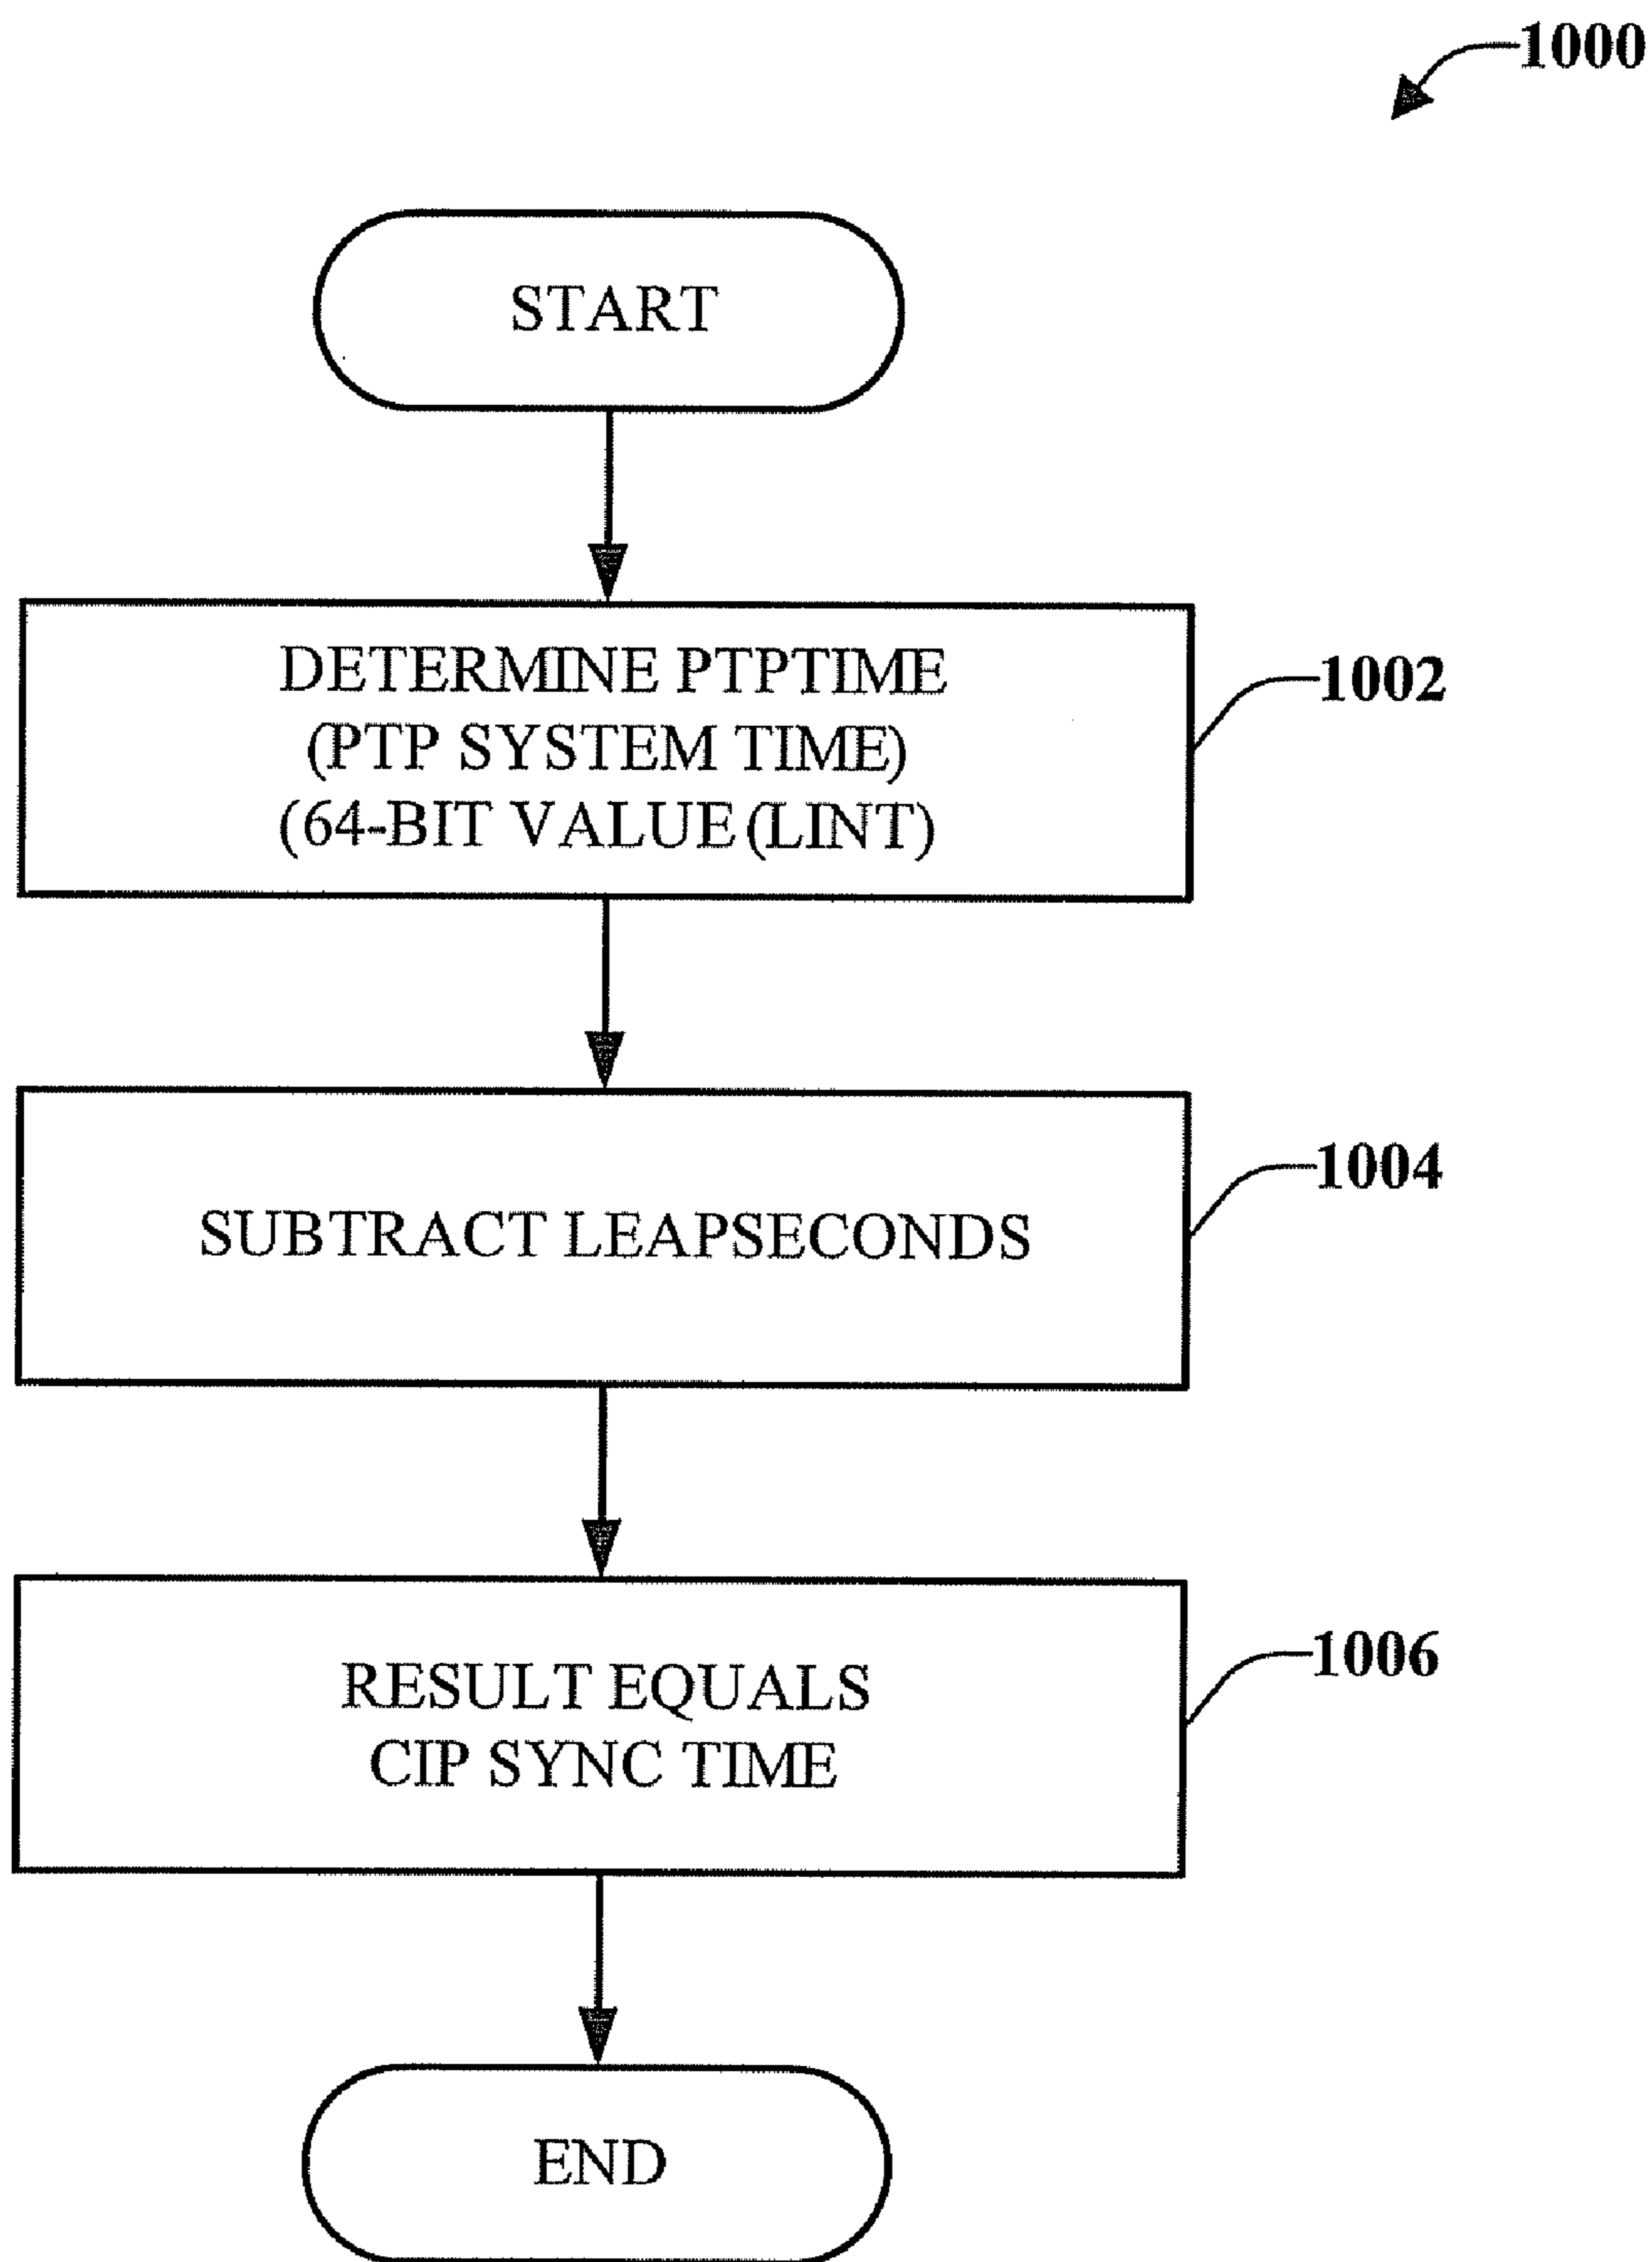 1000
START
DETERMINE PTPTIME
(PTP SYSTEM TIME)
(64-BIT VALUE (LINT)
1002
SUBTRACT LEAPSECONDS
1004
RESULT EQUALS
CIP SYNC TIME
1006
END